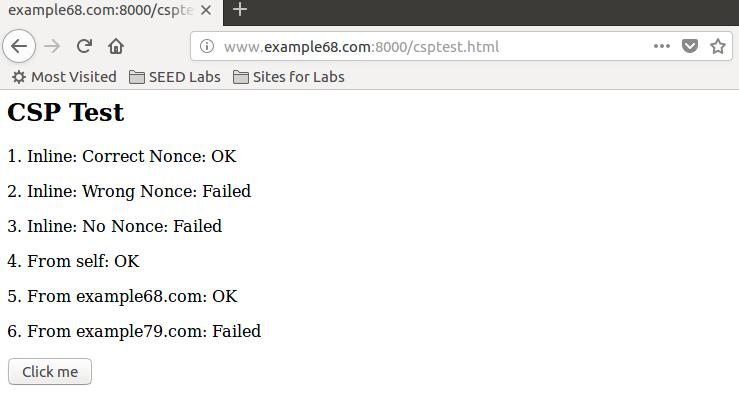 example68.com:8000/cspte
www.example68.com:8000/csptest.html
Most Visited SEED Labs Sites for Labs
CSP Test
1. Inline: Correct Nonce: OK
2. Inline: Wrong Nonce: Failed
3. Inline: No Nonce: Failed
4. From self: OK
5. From example68.com: OK
6. From example79.com: Failed
Click me